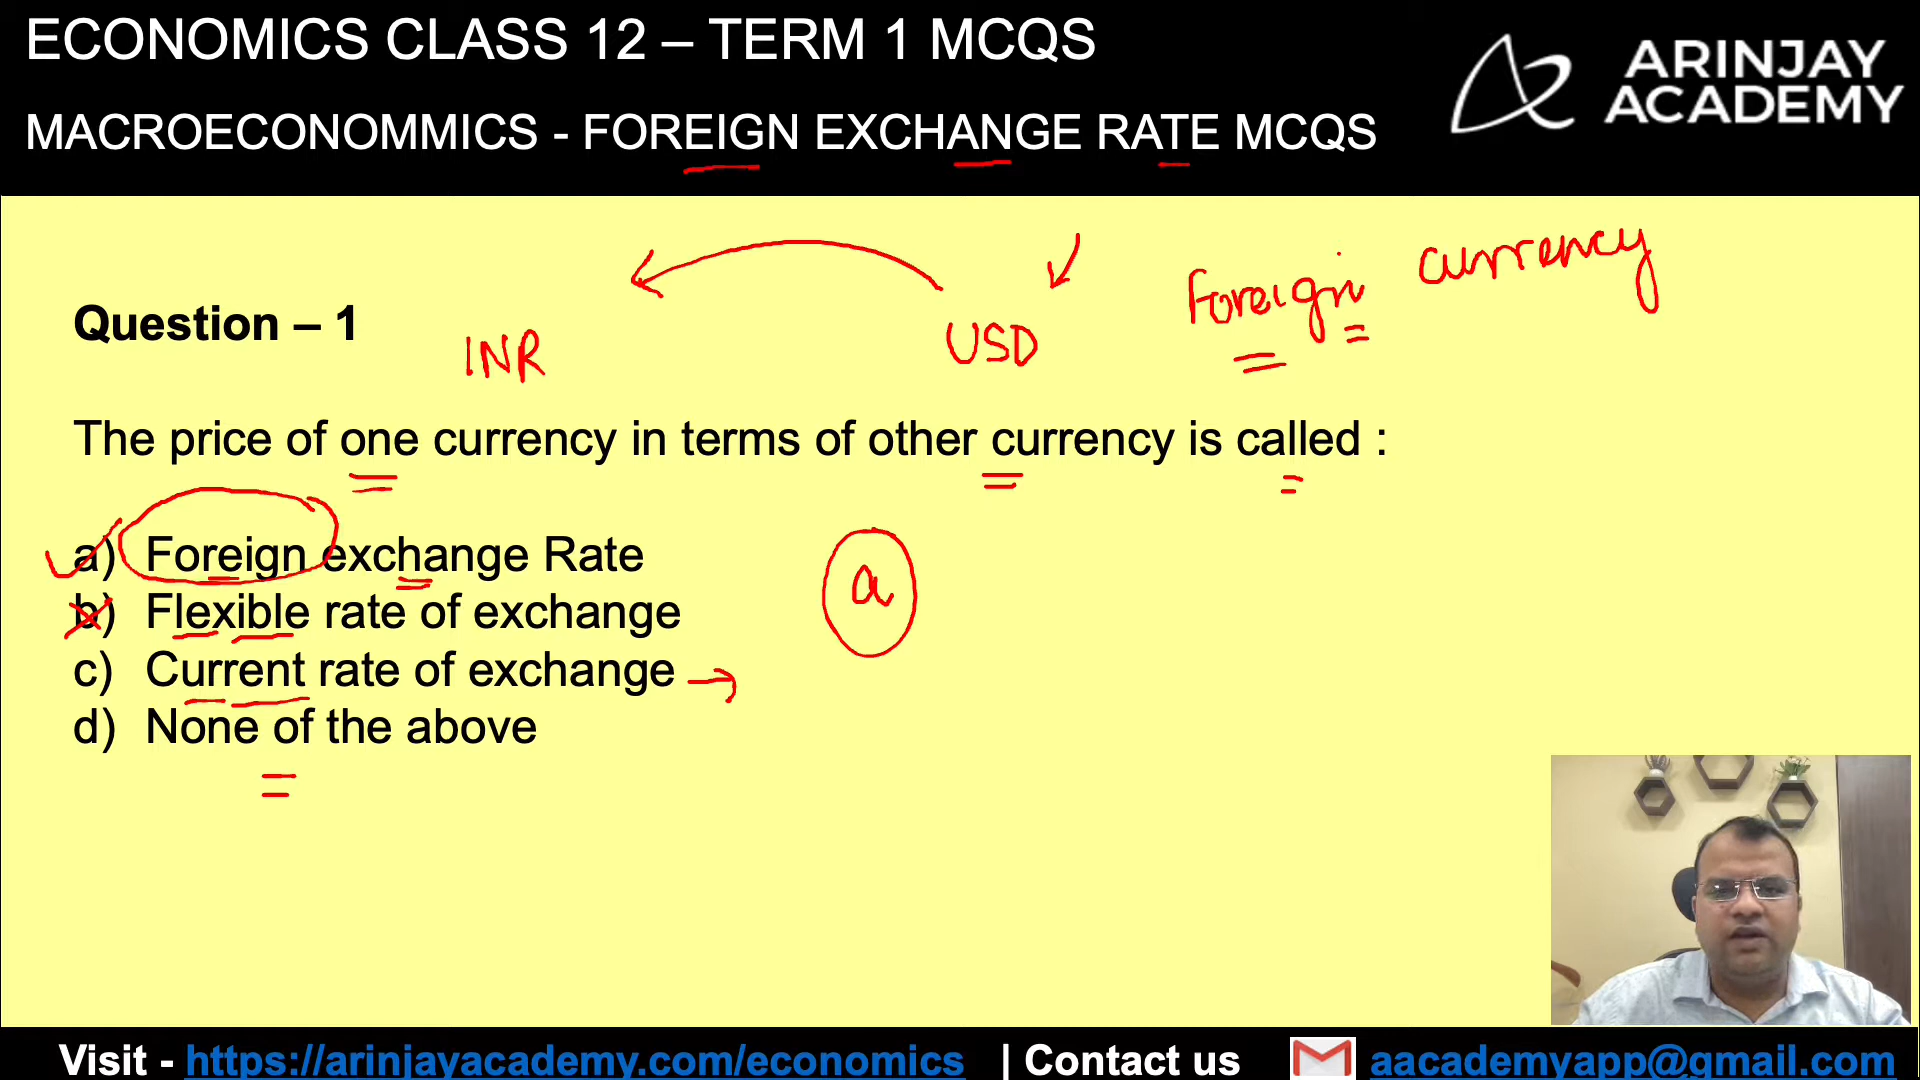 ECONOMICS CLASS 12 – TERM 1 MCQS
MACROECONOMMICS - FOREIGN EXCHANGE RATE MCQS
ARINJAY
ACADEMY
Foreign currency
Question – 1
INR USD
The price of one currency in terms of other currency is called :
a) Foreign exchange Rate
b) Flexible rate of exchange
a
c) Current rate of exchange
d) None of the above
Visit - https://arinjayacademy.com/economics | Contact us aacademyapp@gmail.com